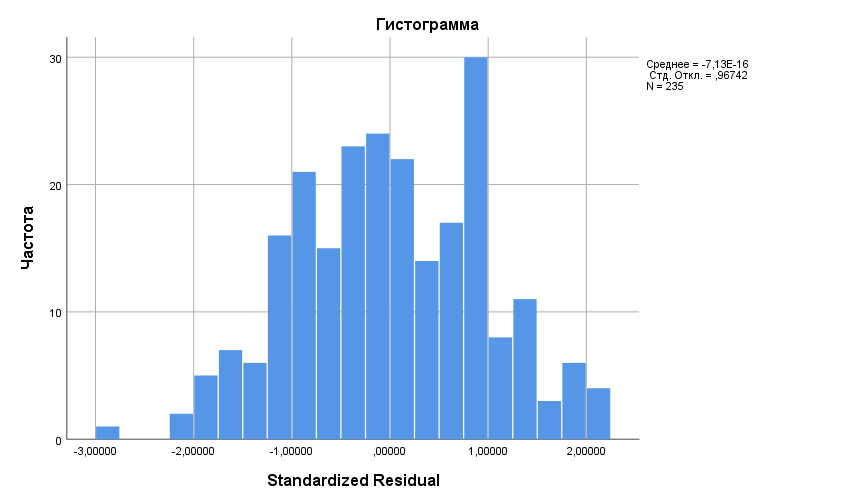 Гистограмма
Среднее = -7,13E-16
Стд. Откл. = ,96742
N = 235
Частота
30
20
10
0
-3,00000 -2,00000 -1,00000 ,00000 1,00000 2,00000
Standardized Residual